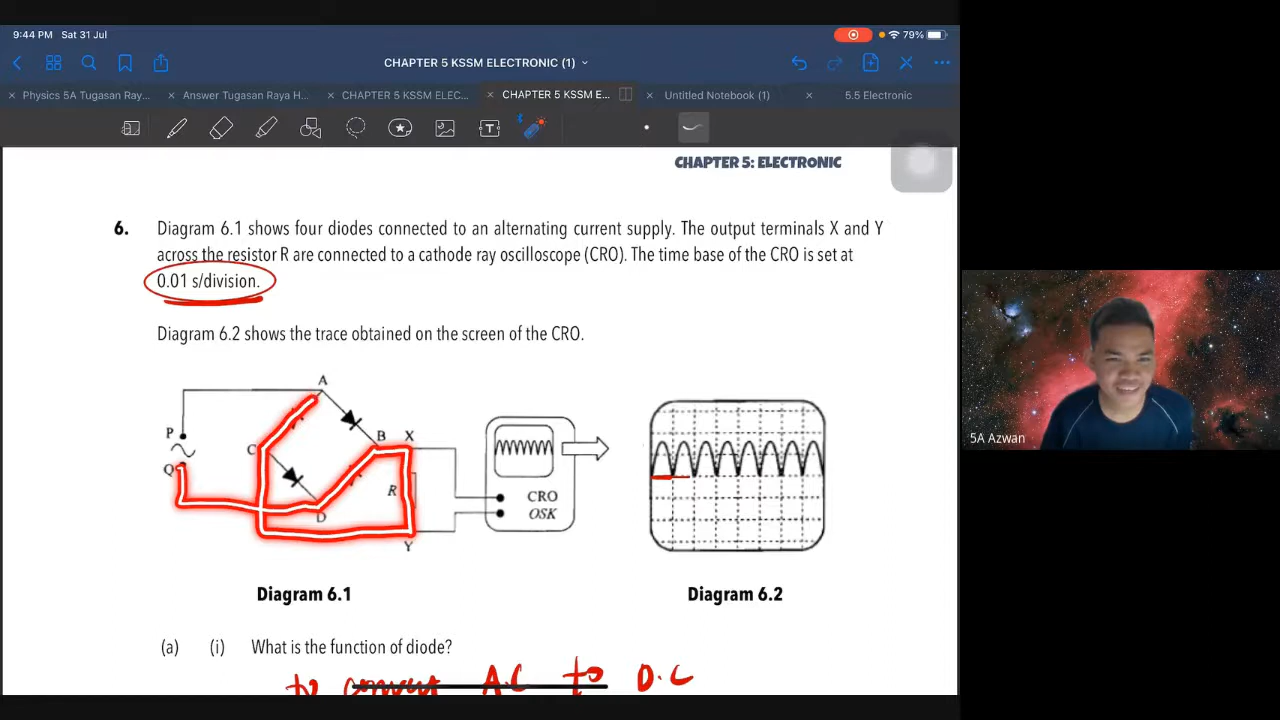 9:44 PM Sat 31 Jul
79%
CHAPTER 5 KSSM ELECTRONIC (1)
Physics 5A Tugasan Ray...
Answer Tugasan Raya H...
CHAPTER 5 KSSM ELEC...
CHAPTER 5 KSSM E...
Untitled Notebook (1)
5.5 Electronic
CHAPTER 5: ELECTRONIC
6. Diagram 6.1 shows four diodes connected to an alternating current supply. The output terminals X and Y
across the resistor R are connected to a cathode ray oscilloscope (CRO). The time base of the CRO is set at
0.01 s/division.
Diagram 6.2 shows the trace obtained on the screen of the CRO.
A
P
Q
C
B
X
R
D
Y
CRO
OSK
5A Azwan
Diagram 6.1
Diagram 6.2
(a) (i) What is the function of diode?
to convert A.C to D.C